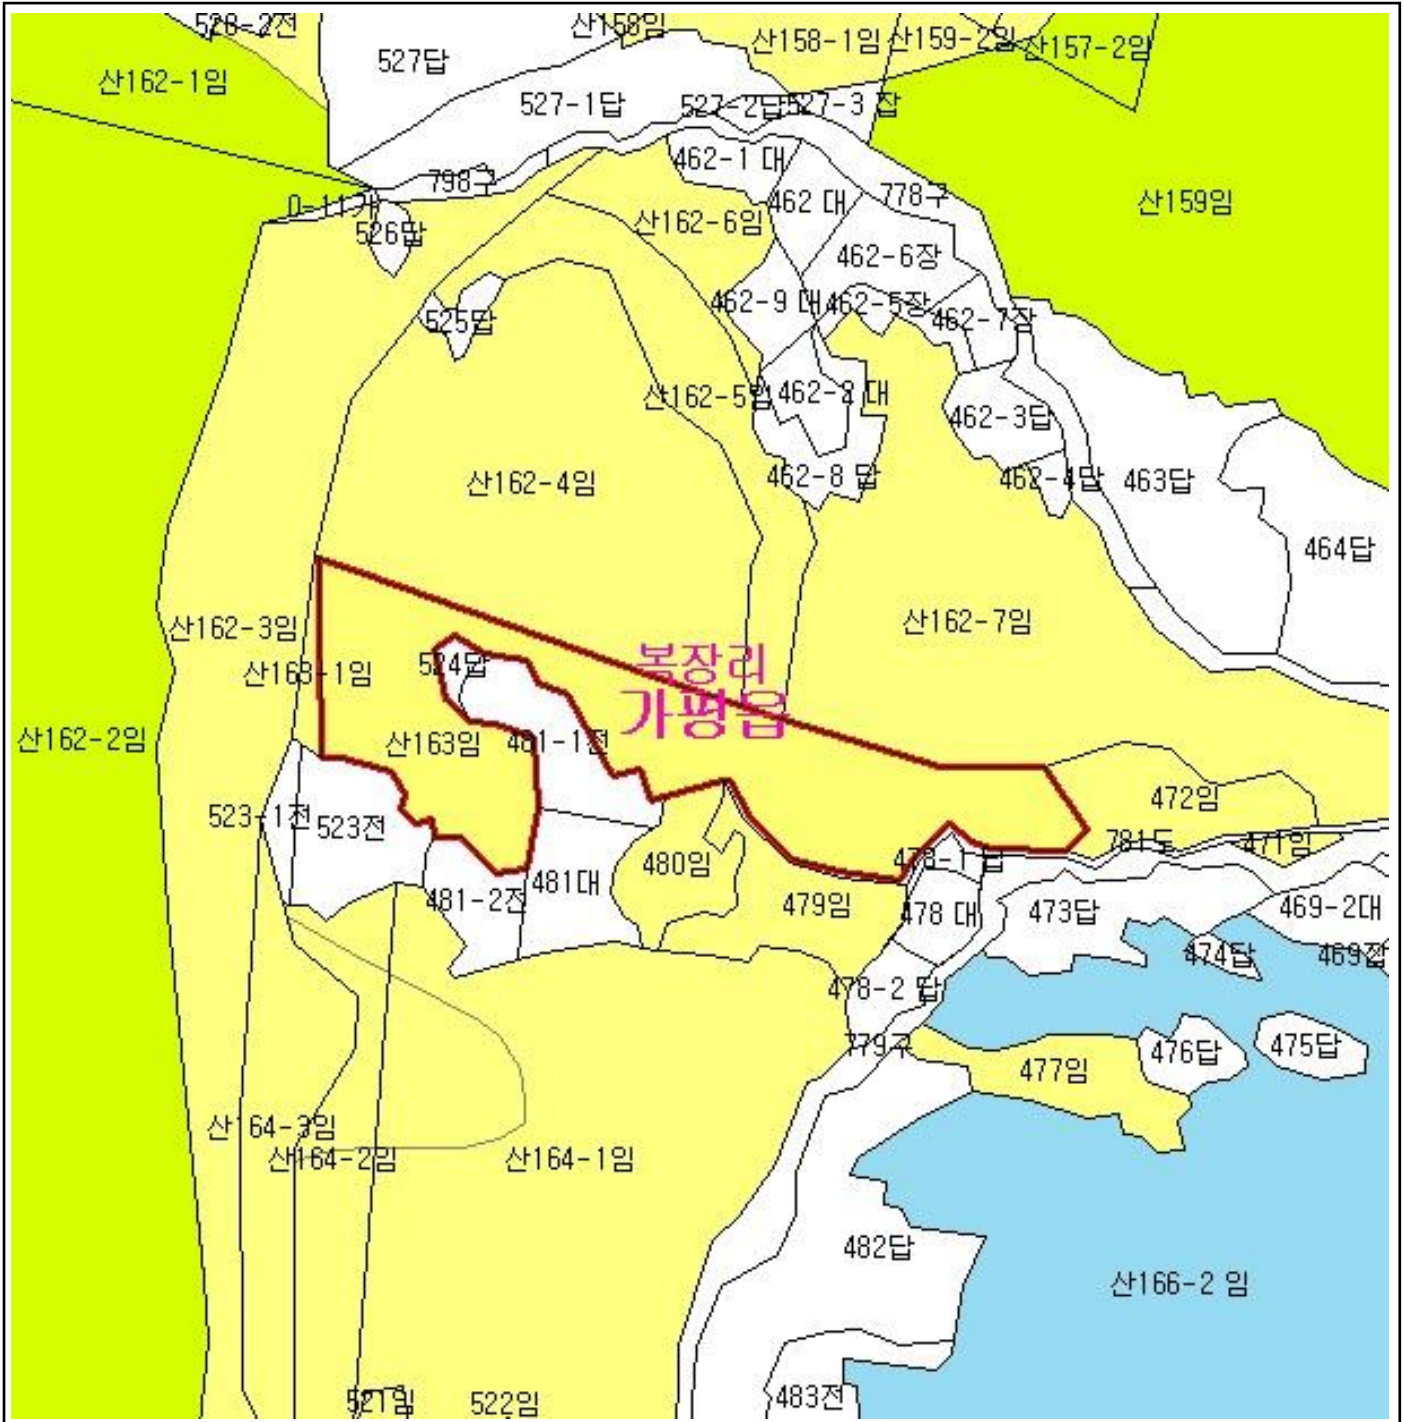 528-2전
산158임
산158-1임
산159-2임
산157-2임
527답
산162-1임
527-1답
527-2답
527-3 잡
462-1 대
798구
462 대
778구
산159임
526답
산162-6임
462-6장
462-9 대
462-5장
462-7장
525답
산162-5임
462-2 대
462-3답
산162-4임
462-8 답
462-4답
463답
464답
산162-3임
산162-7임
복장리
524답
산163-1임
가평읍
산162-2임
산163임
481-1전
472임
523-1전
523전
781도
471임
478-1 답
480임
481대
481-2전
479임
478 대
473답
469-2대
474답
469잡
478-2 답
779구
476답
475답
477임
산164-3임
산164-2임
산164-1임
482답
산166-2 임
521임
522임
483전